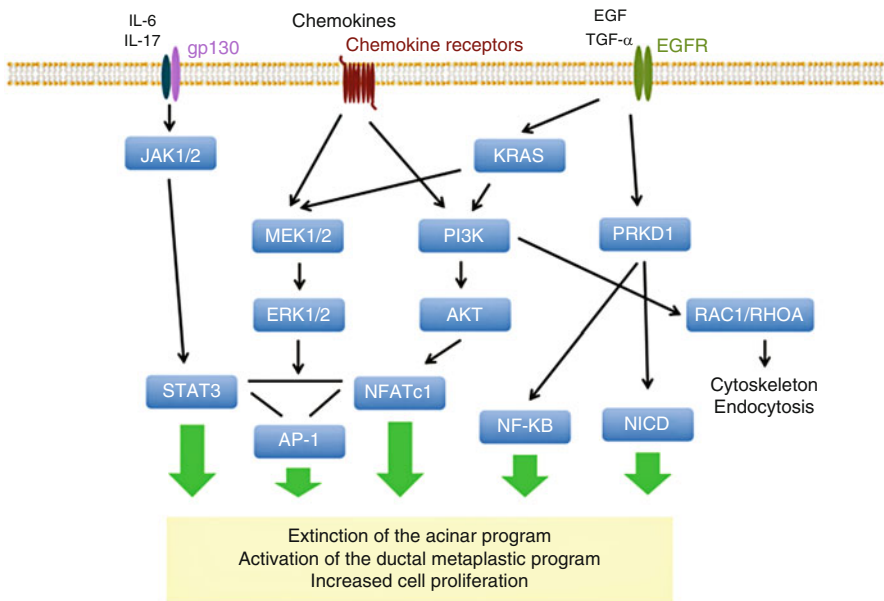 IL-6
IL-17
gp130
Chemokines
Chemokine receptors
EGF
TGF-α
EGFR
JAK1/2
KRAS
MEK1/2
PI3K
PRKD1
ERK1/2
AKT
RAC1/RHOA
STAT3
NFATc1
Cytoskeleton
Endocytosis
AP-1
NF-KB
NICD
Extinction of the acinar program
Activation of the ductal metaplastic program
Increased cell proliferation